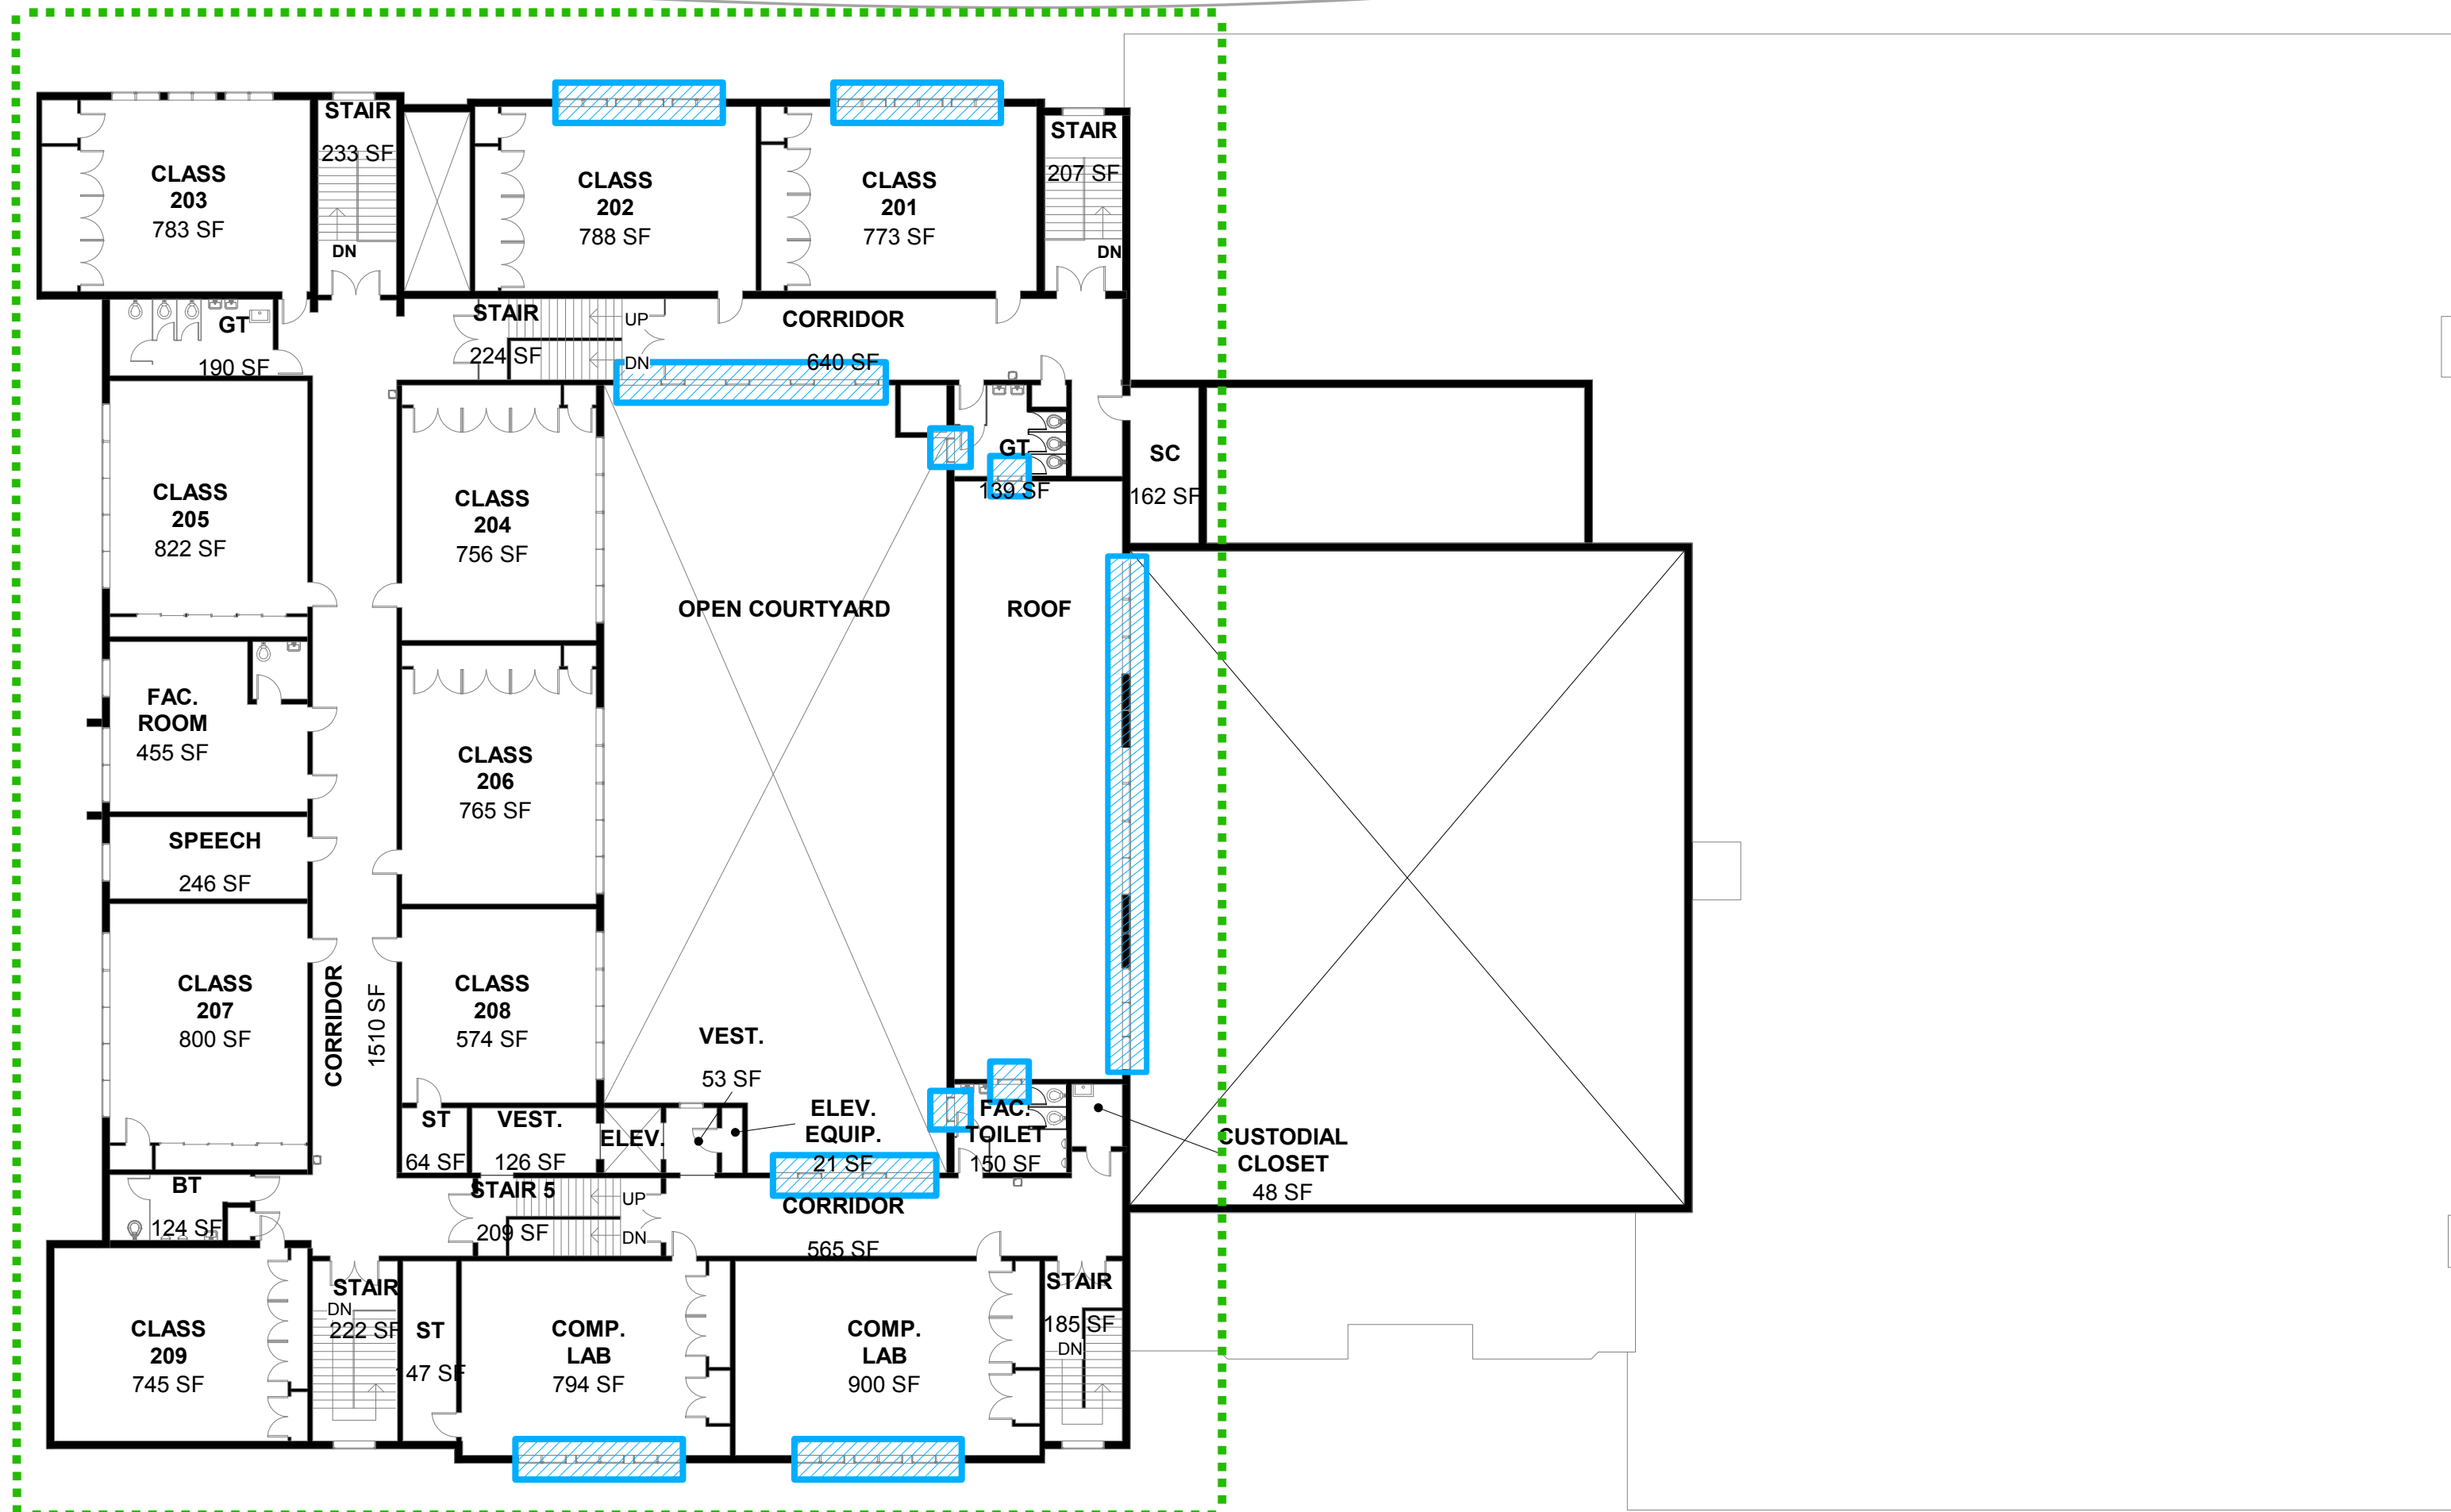 STAIR
233 SF
DN
STAIR
207 SF
DN
CLASS
203
783 SF
CLASS
202
788 SF
CLASS
201
773 SF
GT
190 SF
STAIR
224 SF
UP
DN
CORRIDOR
640 SF
GT
139 SF
SC
162 SF
CLASS
205
822 SF
CLASS
204
756 SF
OPEN COURTYARD
ROOF
FAC.
ROOM
455 SF
CLASS
206
765 SF
SPEECH
246 SF
CLASS
207
800 SF
CORRIDOR
1510 SF
CLASS
208
574 SF
VEST.
53 SF
ST
64 SF
VEST.
126 SF
ELEV.
ELEV.
EQUIP.
21 SF
FAC.
TOILET
150 SF
CUSTODIAL
CLOSET
48 SF
BT
124 SF
STAIR 5
209 SF
UP
DN
CORRIDOR
565 SF
CLASS
209
745 SF
STAIR
DN
222 SF
ST
147 SF
COMP.
LAB
794 SF
COMP.
LAB
900 SF
STAIR
185 SF
DN